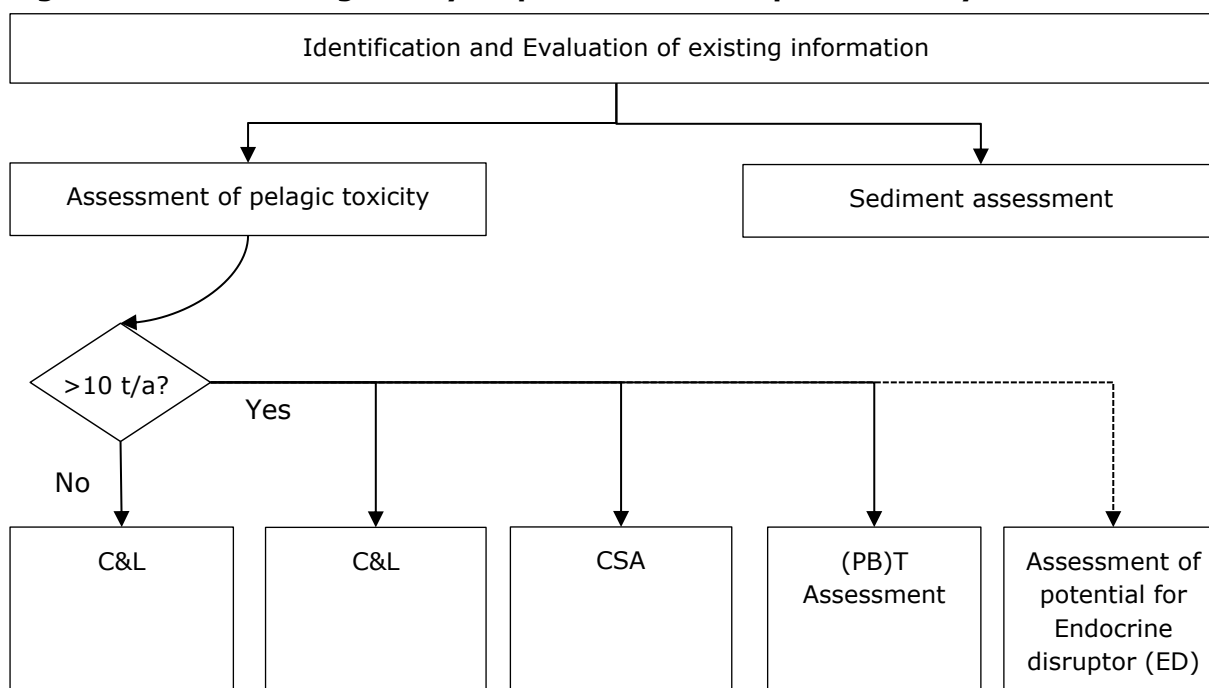 Identification and Evaluation of existing information
Assessment of pelagic toxicity
Sediment assessment
>10 t/a?
Yes
No
C&L
C&L
CSA
(PB)T
Assessment
Assessment of
potential for
Endocrine
disruptor (ED)